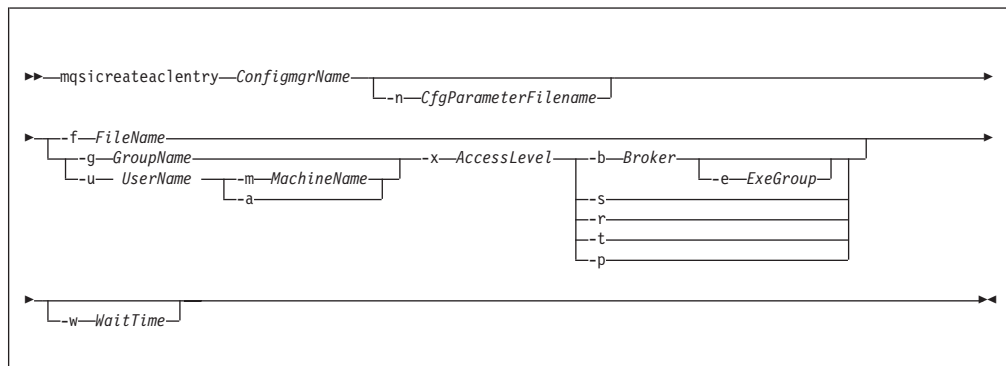 mqsicreateaclentry ConfigmgrName
-n CfgParameterFilename
-f FileName
-g GroupName -x AccessLevel -b Broker
-u UserName -m MachineName -e ExeGroup
-a -s
-r
-t
-p
-w WaitTime